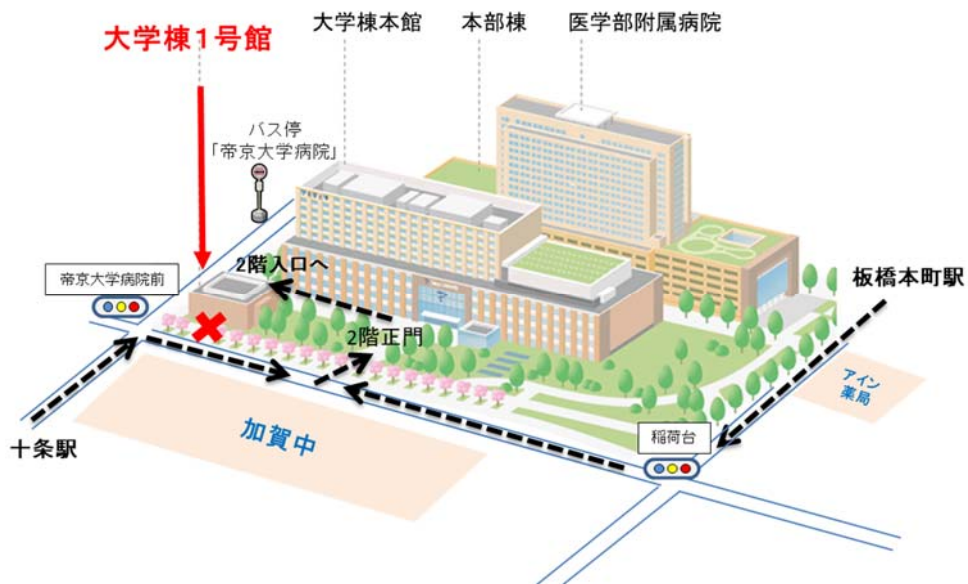 大学棟１号館
大学棟本館
本部棟
医学部附属病院
バス停
「帝京大学病院」
帝京大学病院前
2階入口へ
板橋本町駅
2階正門
アイン
薬局
十条駅
加賀中
稲荷台